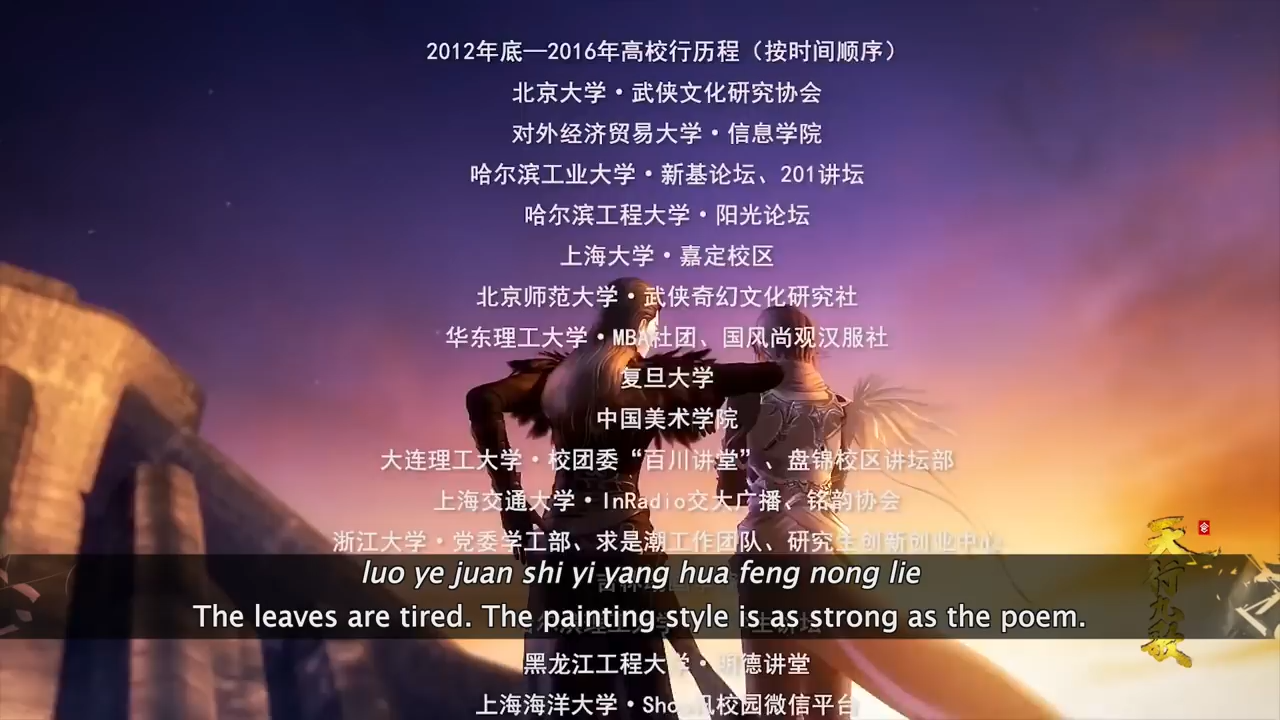 2012年底—2016年高校行历程（按时间顺序）
北京大学·武侠文化研究协会
对外经济贸易大学·信息学院
哈尔滨工业大学·新基论坛、201讲坛
哈尔滨工程大学·阳光论坛
上海大学·嘉定校区
北京师范大学·武侠奇幻文化研究社
华东理工大学·MBA社团、国风尚观汉服社
复旦大学
中国美术学院
大连理工大学·校团委“百川讲堂”、盘锦校区讲坛部
上海交通大学·InRadio交大广播、铭韵协会
浙江大学·党委学工部、求是潮工作团队、研究生创新创业中心
luo ye juan shi yi yang hua feng nong lie
The leaves are tired. The painting style is as strong as the poem.
黑龙江工程大学·明德讲堂
上海海洋大学·校园微信平台
天行九歌